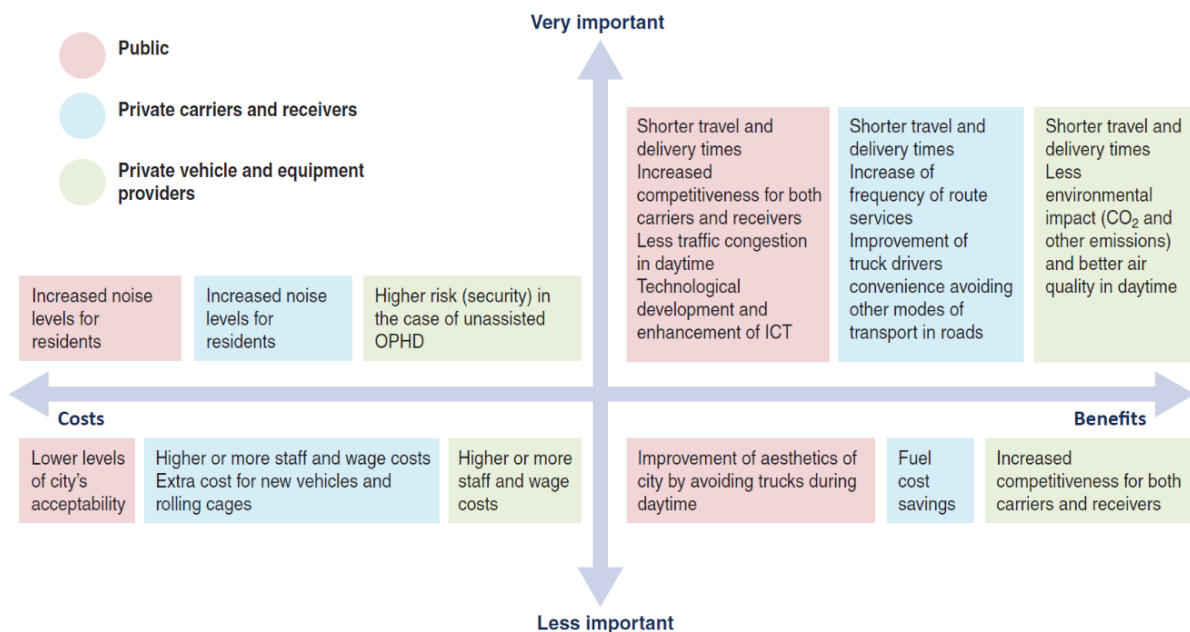 Very important
Public
Private carriers and receivers
Private vehicle and equipment
providers
Shorter travel and
delivery times
Increased
competitiveness for both
carriers and receivers
Less traffic congestion
in daytime
Technological
development and
enhancement of ICT
Shorter travel and
delivery times
Increase of
frequency of route
services
Improvement of
truck drivers
convenience avoiding
other modes of
transport in roads
Shorter travel and
delivery times
Less
environmental
impact (CO₂ and
other emissions)
and better air
quality in daytime
Increased noise
levels for
residents
Increased noise
levels for
residents
Higher risk (security) in
the case of unassisted
OPHD
Costs
Benefits
Lower levels
of city's
acceptability
Higher or more staff and wage costs
Extra cost for new vehicles and
rolling cages
Higher or more
staff and wage
costs
Improvement of aesthetics of
city by avoiding trucks during
daytime
Fuel
cost
savings
Increased
competitiveness for both
carriers and receivers
Less important